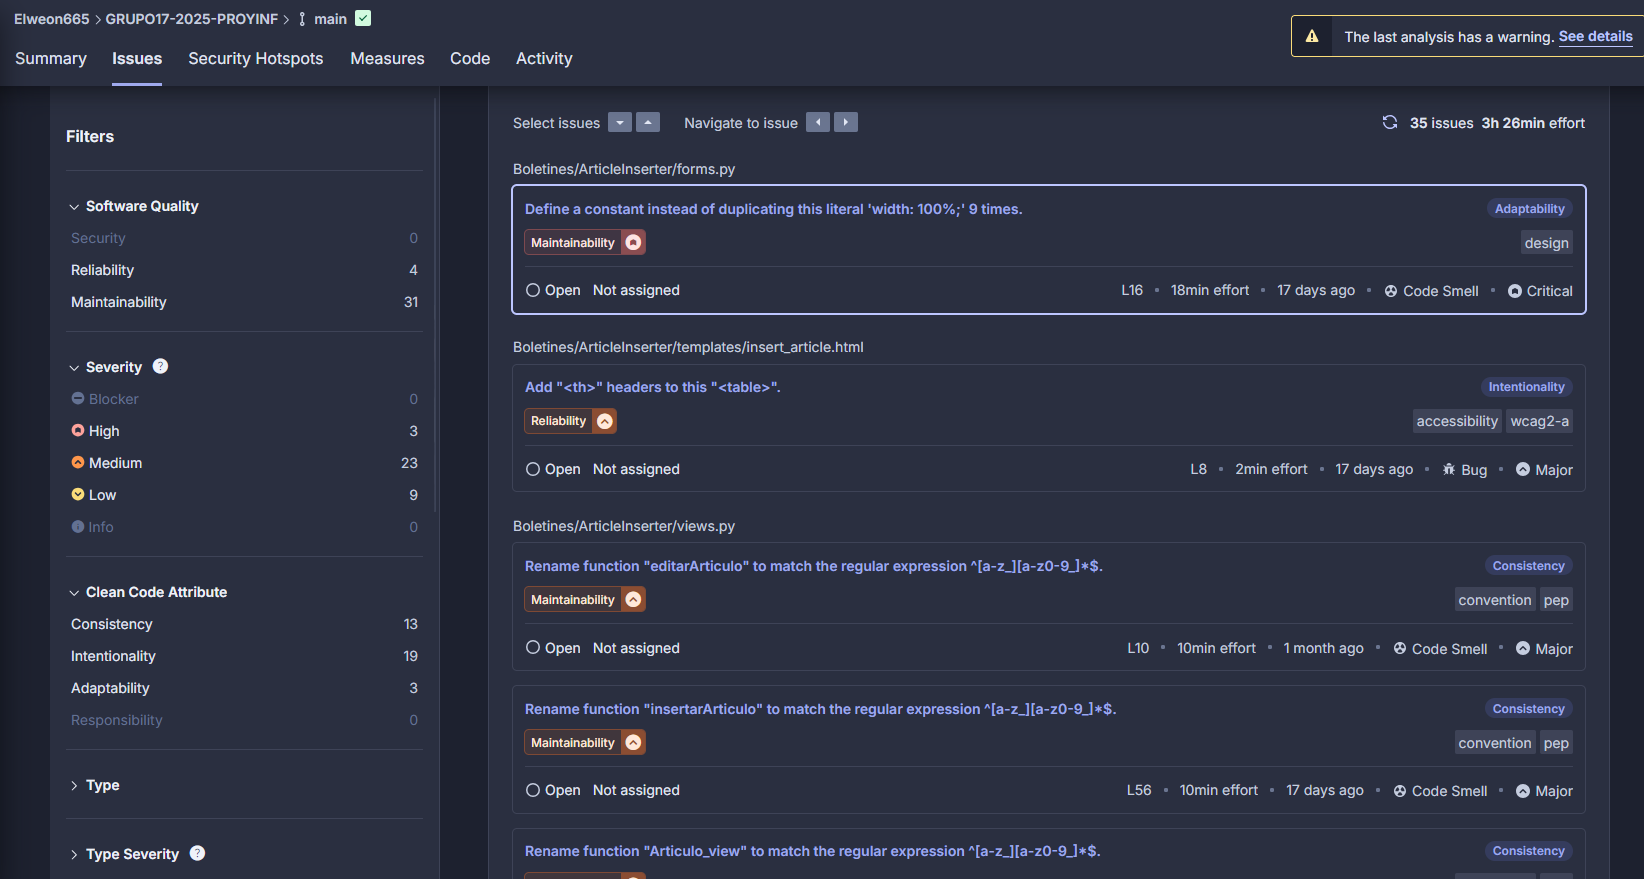 Elweon665 > GRUPO17-2025-PROYINF > main
The last analysis has a warning. See details
Summary Issues Security Hotspots Measures Code Activity
Filters
Software Quality
Security 0
Reliability 4
Maintainability 31
Severity ?
Blocker 0
High 3
Medium 23
Low 9
Info 0
Clean Code Attribute
Consistency 13
Intentionality 19
Adaptability 3
Responsibility 0
Type
Type Severity ?
Select issues Navigate to issue 35 issues 3h 26min effort
Boletines/ArticleInserter/forms.py
Define a constant instead of duplicating this literal 'width: 100%;' 9 times. Adaptability
Maintainability design
Open Not assigned L16 • 18min effort • 17 days ago • Code Smell • Critical
Boletines/ArticleInserter/templates/insert_article.html
Add "<th>" headers to this "<table>". Intentionality
Reliability accessibility wcag2-a
Open Not assigned L8 • 2min effort • 17 days ago • Bug • Major
Boletines/ArticleInserter/views.py
Rename function "editarArticulo" to match the regular expression ^[a-z_][a-z0-9_]*$. Consistency
Maintainability convention pep
Open Not assigned L10 • 10min effort • 1 month ago • Code Smell • Major
Rename function "insertarArticulo" to match the regular expression ^[a-z_][a-z0-9_]*$. Consistency
Maintainability convention pep
Open Not assigned L56 • 10min effort • 17 days ago • Code Smell • Major
Rename function "Articulo_view" to match the regular expression ^[a-z_][a-z0-9_]*$. Consistency